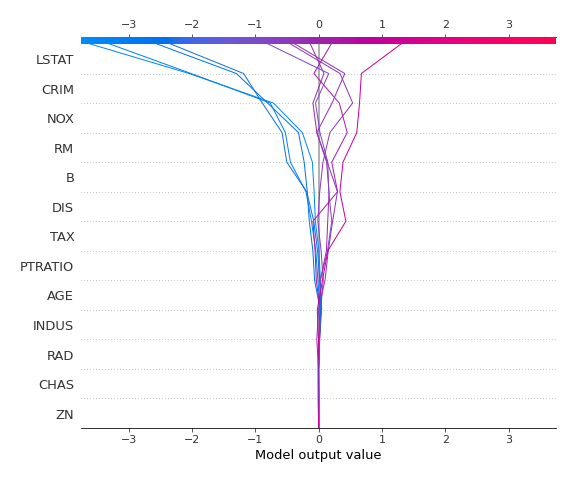 −3 −2 −1 0 1 2 3
LSTAT
CRIM
NOX
RM
B
DIS
TAX
PTRATIO
AGE
INDUS
RAD
CHAS
ZN
−3 −2 −1 0 1 2 3
Model output value